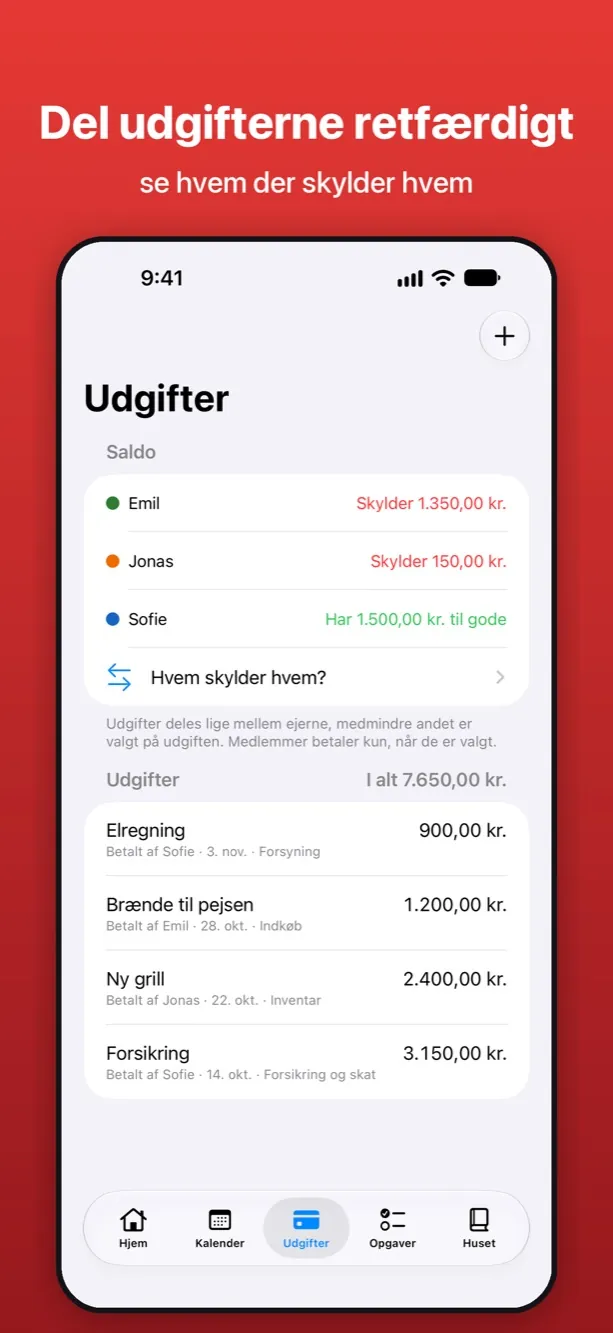 Del udgifterne retfærdigt
se hvem der skylder hvem
9:41
Udgifter
Saldo
Emil Skylder 1.350,00 kr.
Jonas Skylder 150,00 kr.
Sofie Har 1.500,00 kr. til gode
Hvem skylder hvem?
Udgifter deles lige mellem ejerne, medmindre andet er
valgt på udgiften. Medlemmer betaler kun, når de er valgt.
Udgifter I alt 7.650,00 kr.
Elregning 900,00 kr.
Betalt af Sofie · 3. nov. · Forsyning
Brænde til pejsen 1.200,00 kr.
Betalt af Emil · 28. okt. · Indkøb
Ny grill 2.400,00 kr.
Betalt af Jonas · 22. okt. · Inventar
Forsikring 3.150,00 kr.
Betalt af Sofie · 14. okt. · Forsikring og skat
Hjem Kalender Udgifter Opgaver Huset